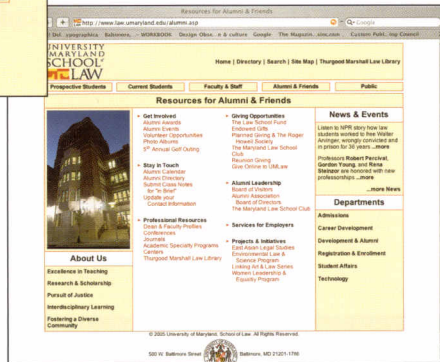 Resources for Alumni & Friends
http://www.law.umaryland.edu/alumni.asp
Google
UNIVERSITY
MARYLAND
SCHOOL
LAW
Home | Directory | Search | Site Map | Thurgood Marshall Law Library
Prospective Students
Current Students
Faculty & Staff
Alumni & Friends
Public
Resources for Alumni & Friends
About Us
Excellence in Teaching
Research & Scholarship
Pursuit of Justice
Interdisciplinary Learning
Fostering a Diverse
Community
Get Involved
Alumni Awards
Alumni Events
Volunteer Opportunities
Photo Albums
5th Annual Golf Outing
Stay in Touch
Alumni Calendar
Alumni Directory
Submit Class Notes
for "In Brief"
Update your
Contact Information
Professional Resources
Dean & Faculty Profiles
Conferences
Journals
Academic Specialty Programs
Centers
Thurgood Marshall Law Library
Giving Opportunities
The Law School Fund
Endowed Gifts
Planned Giving & The Roger
Howell Society
The Maryland Law School
Club
Reunion Giving
Give Online to UMLaw
Alumni Leadership
Board of Visitors
Alumni Association
Board of Directors
The Maryland Law School Club
Services for Employers
Projects & Initiatives
East Asian Legal Studies
Environmental Law &
Science Program
Linking Art & Law Series
Women Leadership &
Equality Program
News & Events
Listen to NPR story how law
students worked to free Walter
Arvinger, wrongly convicted and
in prison for 36 years ...more
Professors Robert Percival,
Gordon Young, and Rena
Steinzor are honored with new
professorships ...more
...more News
Departments
Admissions
Career Development
Development & Alumni
Registration & Enrollment
Student Affairs
Technology
© 2005 University of Maryland, School of Law. All Rights Reserved.
500 W. Baltimore Street
Baltimore, MD 21201-1786